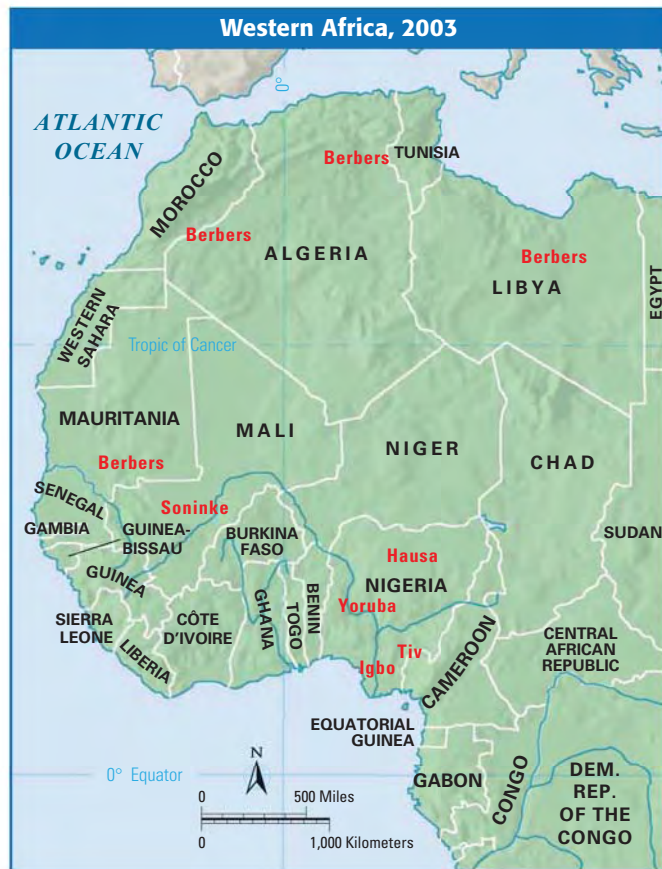 Western Africa, 2003
0°
ATLANTIC
OCEAN
Berbers
TUNISIA
MOROCCO
Berbers
ALGERIA
Berbers
LIBYA
EGYPT
WESTERN
SAHARA
Tropic of Cancer
MAURITANIA
MALI
NIGER
CHAD
Berbers
SENEGAL
Soninke
GAMBIA
GUINEA-
BISSAU
BURKINA
FASO
SUDAN
Hausa
NIGERIA
GUINEA
Yoruba
SIERRA
LEONE
LIBERIA
CÔTE
D'IVOIRE
GHANA
TOGO
BENIN
Tiv
Igbo
CAMEROON
CENTRAL
AFRICAN
REPUBLIC
EQUATORIAL
GUINEA
N
0° Equator
GABON
CONGO
DEM.
REP.
OF THE
CONGO
0 500 Miles
0 1,000 Kilometers